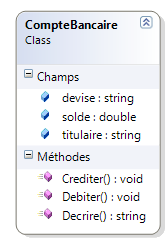 CompteBancaire
Class
Champs
devise : string
solde : double
titulaire : string
Méthodes
Crediter() : void
Debiter() : void
Decrire() : string